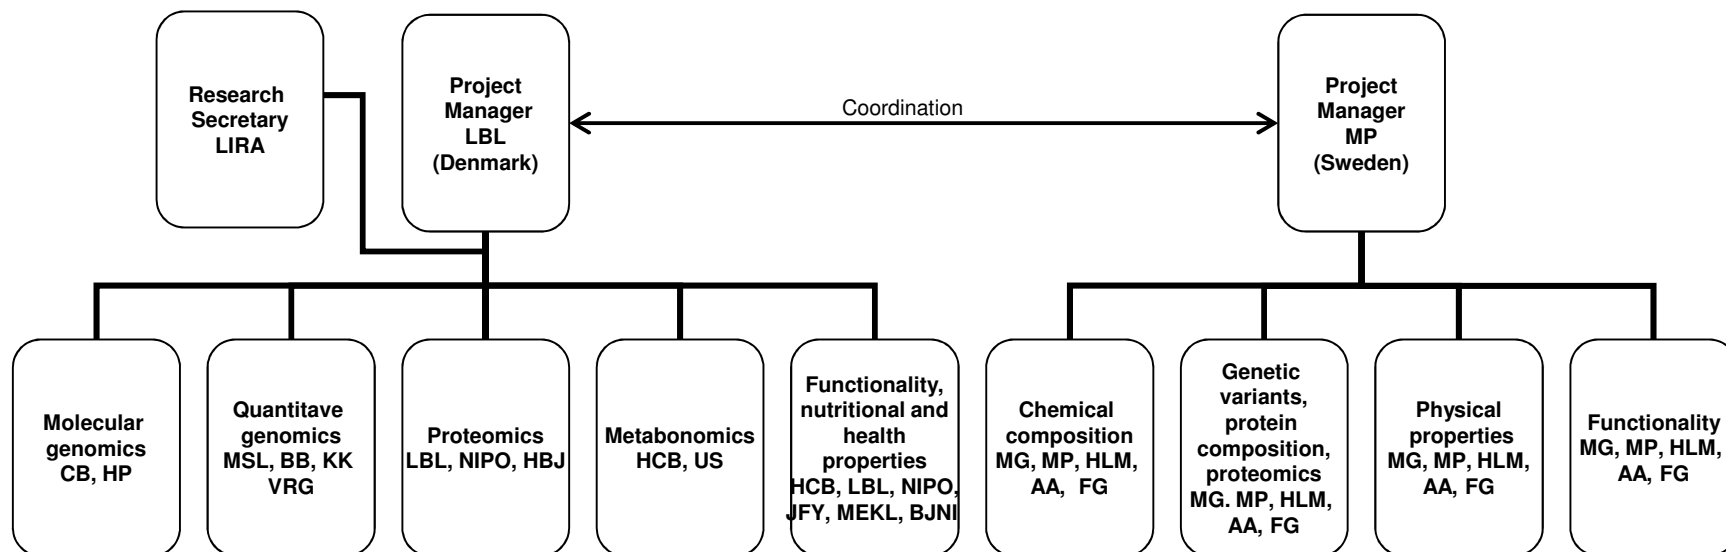 Research
Secretary
LIRA
Project
Manager
LBL
(Denmark)
Coordination
Project
Manager
MP
(Sweden)
Molecular
genomics
CB, HP
Quantitave
genomics
MSL, BB, KK
VRG
Proteomics
LBL, NIPO, HBJ
Metabonomics
HCB, US
Functionality,
nutritional and
health
properties
HCB, LBL, NIPO,
JFY, MEKL, BJNI
Chemical
composition
MG, MP, HLM,
AA, FG
Genetic
variants,
protein
composition,
proteomics
MG. MP, HLM,
AA, FG
Physical
properties
MG, MP, HLM,
AA, FG
Functionality
MG, MP, HLM,
AA, FG